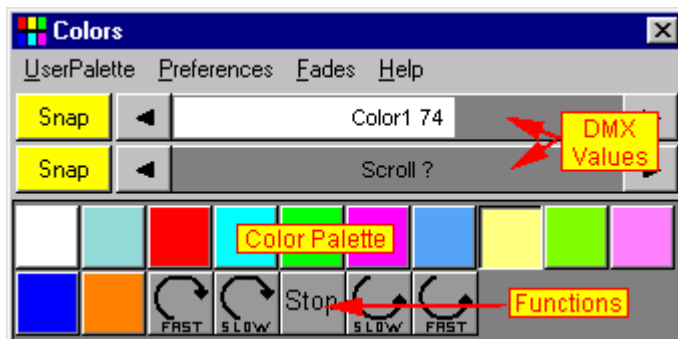 Colors
UserPalette Preferences Fades Help
Snap Color1 74
DMX
Values
Snap Scroll ?
Color Palette
FAST SLOW Stop SLOW FAST
Functions